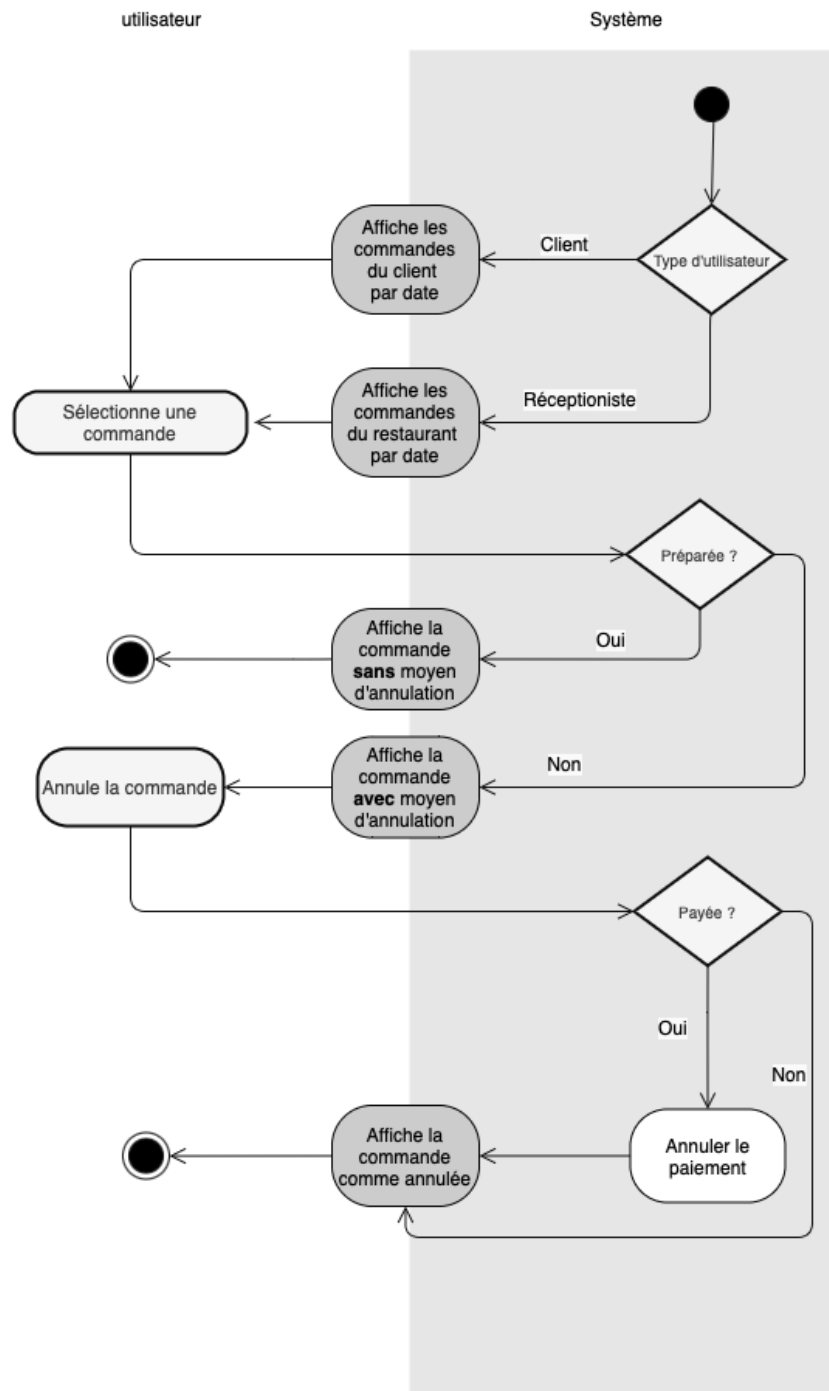 utilisateur
Système
Affiche les
commandes
du client
par date
Client
Type d'utilisateur
Sélectionne une
commande
Affiche les
commandes
du restaurant
par date
Réceptioniste
Préparée ?
Affiche la
commande
sans moyen
d'annulation
Oui
Annule la commande
Affiche la
commande
avec moyen
d'annulation
Non
Payée ?
Oui
Non
Affiche la
commande
comme annulée
Annuler le
paiement